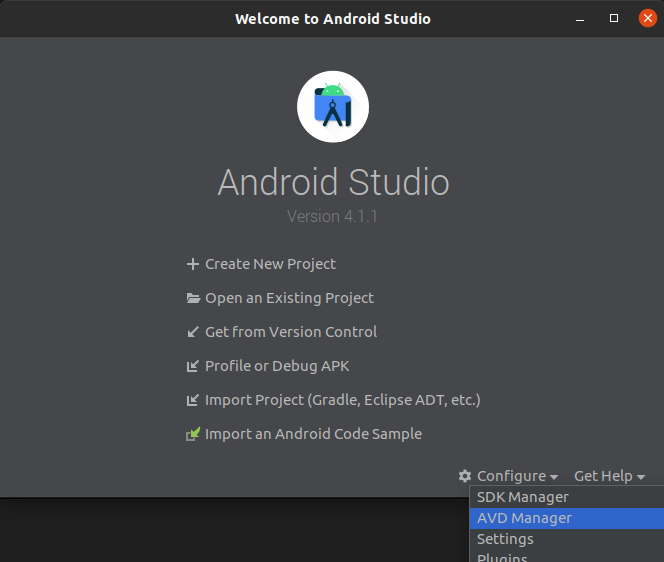 Welcome to Android Studio
Android Studio
Version 4.1.1
Create New Project
Open an Existing Project
Get from Version Control
Profile or Debug APK
Import Project (Gradle, Eclipse ADT, etc.)
Import an Android Code Sample
Configure Get Help
SDK Manager
AVD Manager
Settings
Plugins